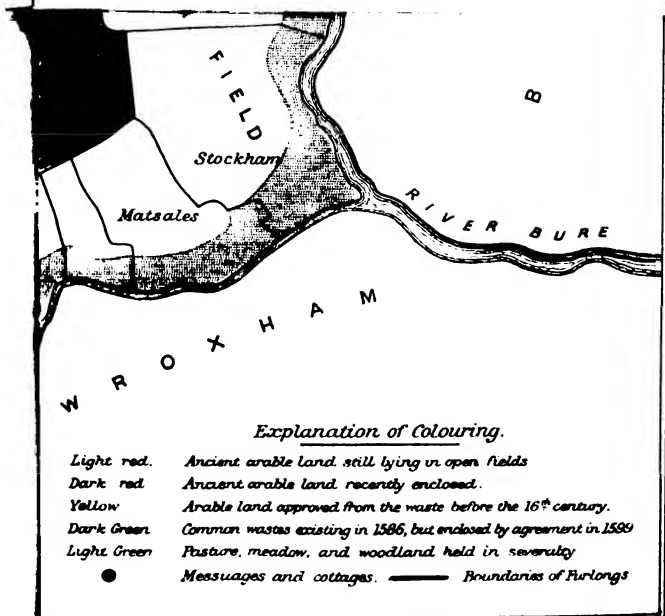 FIELD
B
Stockham
Matsales
RIVER BURE
WROXHAM
Explanation of Colouring.
Light red. Ancient arable land still lying in open fields
Dark red Ancient arable land recently enclosed.
Yellow Arable land approved from the waste before the 16th century.
Dark Green Common wastes existing in 1586, but enclosed by agreement in 1599
Light Green Pasture, meadow, and woodland held in severalty
Messuages and cottages. Boundaries of Furlongs